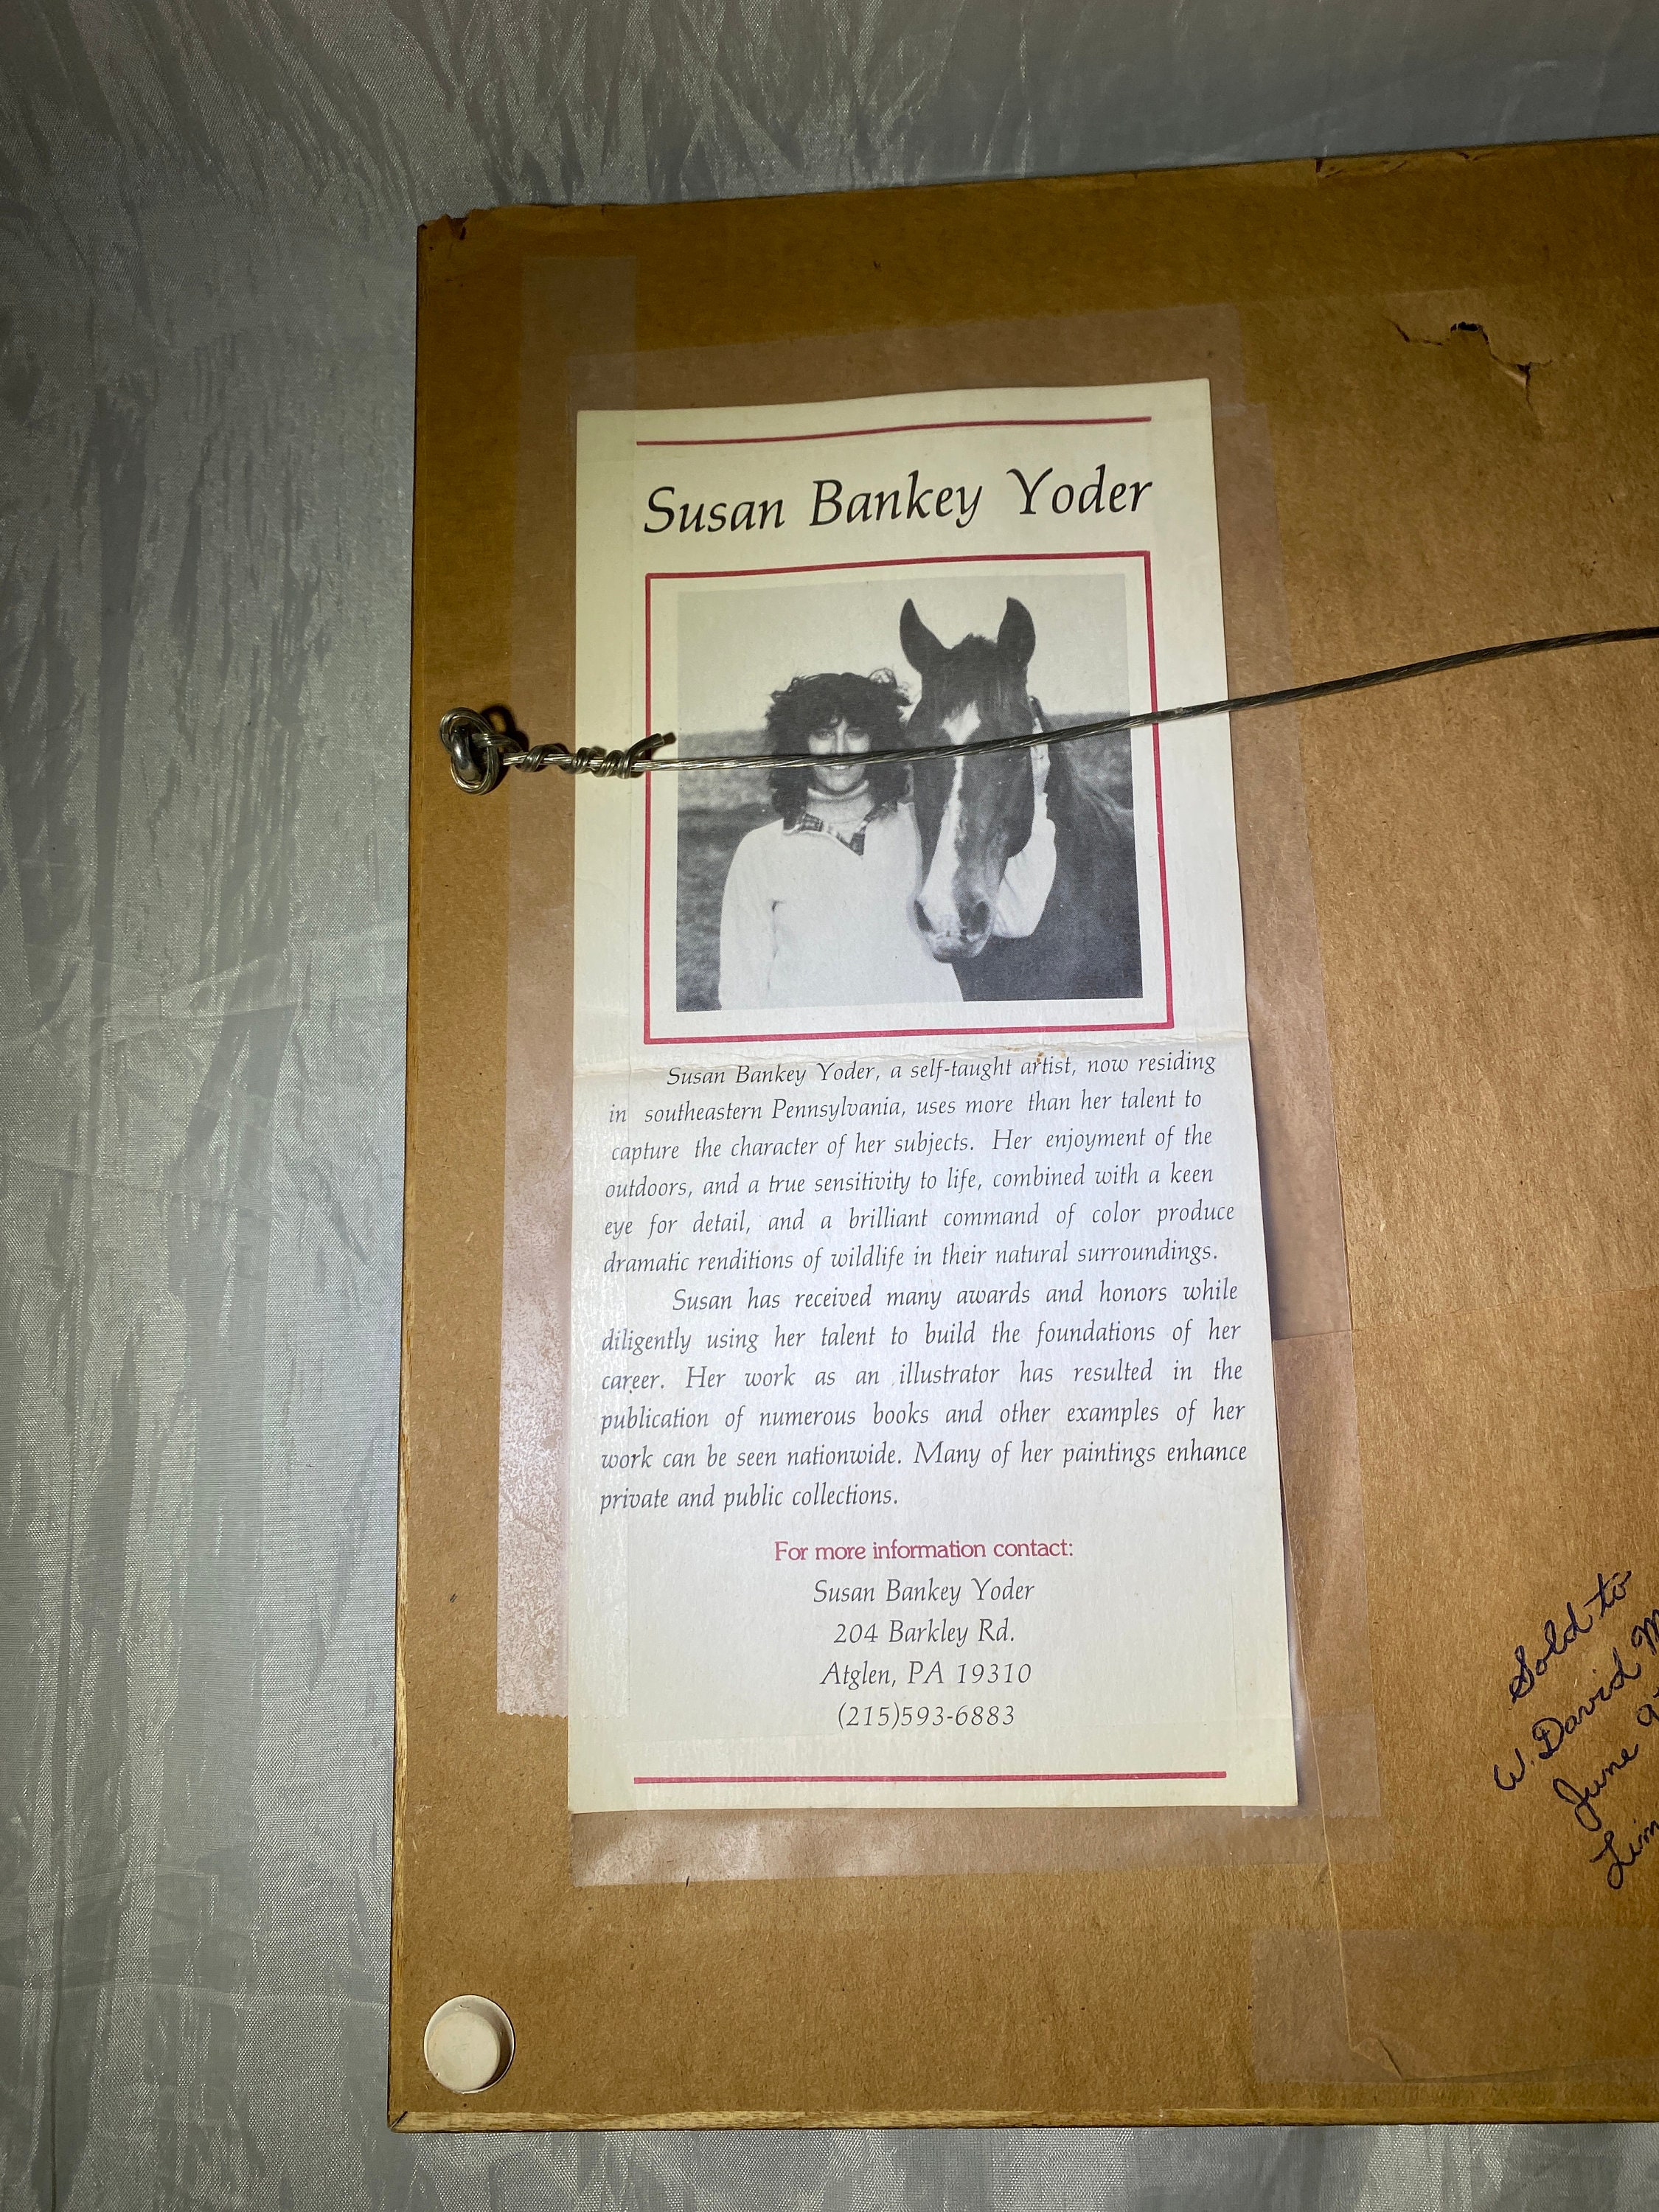 Susan Bankey Yoder
Susan Bankey Yoder, a self-taught artist, now residing
in southeastern Pennsylvania, uses more than her talent to
capture the character of her subjects. Her enjoyment of the
outdoors, and a true sensitivity to life, combined with a keen
eye for detail, and a brilliant command of color produce
dramatic renditions of wildlife in their natural surroundings.
Susan has received many awards and honors while
diligently using her talent to build the foundations of her
career. Her work as an illustrator has resulted in the
publication of numerous books and other examples of her
work can be seen nationwide. Many of her paintings enhance
private and public collections.
For more information contact:
Susan Bankey Yoder
204 Barkley Rd.
Atglen, PA 19310
(215)593-6883
Sold to
W. David
June